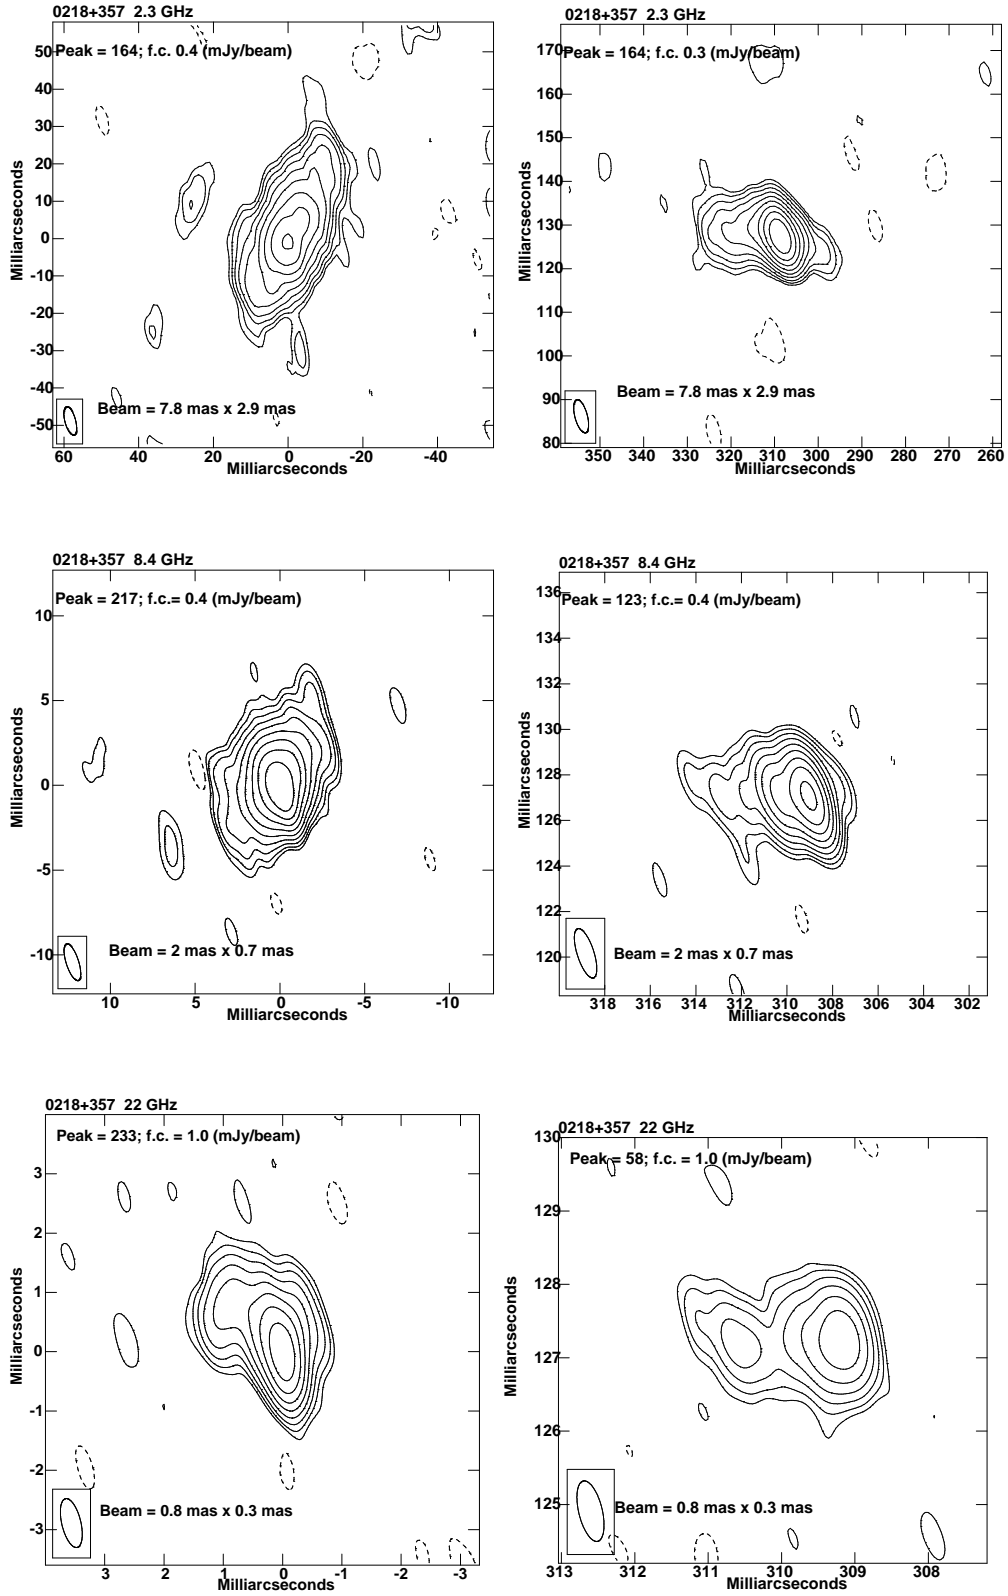 0218+357 2.3 GHz
Peak = 164; f.c. 0.4 (mJy/beam)
50
40
30
20
10
0
-10
-20
-30
-40
-50
Milliarcseconds
Beam = 7.8 mas x 2.9 mas
60 40 20 0 -20 -40
Milliarcseconds
0218+357 2.3 GHz
Peak = 164; f.c. 0.3 (mJy/beam)
170
160
150
140
130
120
110
100
90
80
Milliarcseconds
Beam = 7.8 mas x 2.9 mas
350 340 330 320 310 300 290 280 270 260
Milliarcseconds
0218+357 8.4 GHz
Peak = 217; f.c.= 0.4 (mJy/beam)
10
5
0
-5
-10
Milliarcseconds
Beam = 2 mas x 0.7 mas
10 5 0 -5 -10
Milliarcseconds
0218+357 8.4 GHz
Peak = 123; f.c.= 0.4 (mJy/beam)
136
134
132
130
128
126
124
122
120
Milliarcseconds
Beam = 2 mas x 0.7 mas
318 316 314 312 310 308 306 304 302
Milliarcseconds
0218+357 22 GHz
Peak = 233; f.c. = 1.0 (mJy/beam)
3
2
1
0
-1
-2
-3
Milliarcseconds
Beam = 0.8 mas x 0.3 mas
3 2 1 0 -1 -2 -3
Milliarcseconds
0218+357 22 GHz
Peak = 58; f.c. = 1.0 (mJy/beam)
130
129
128
127
126
125
Milliarcseconds
Beam = 0.8 mas x 0.3 mas
313 312 311 310 309 308
Milliarcseconds